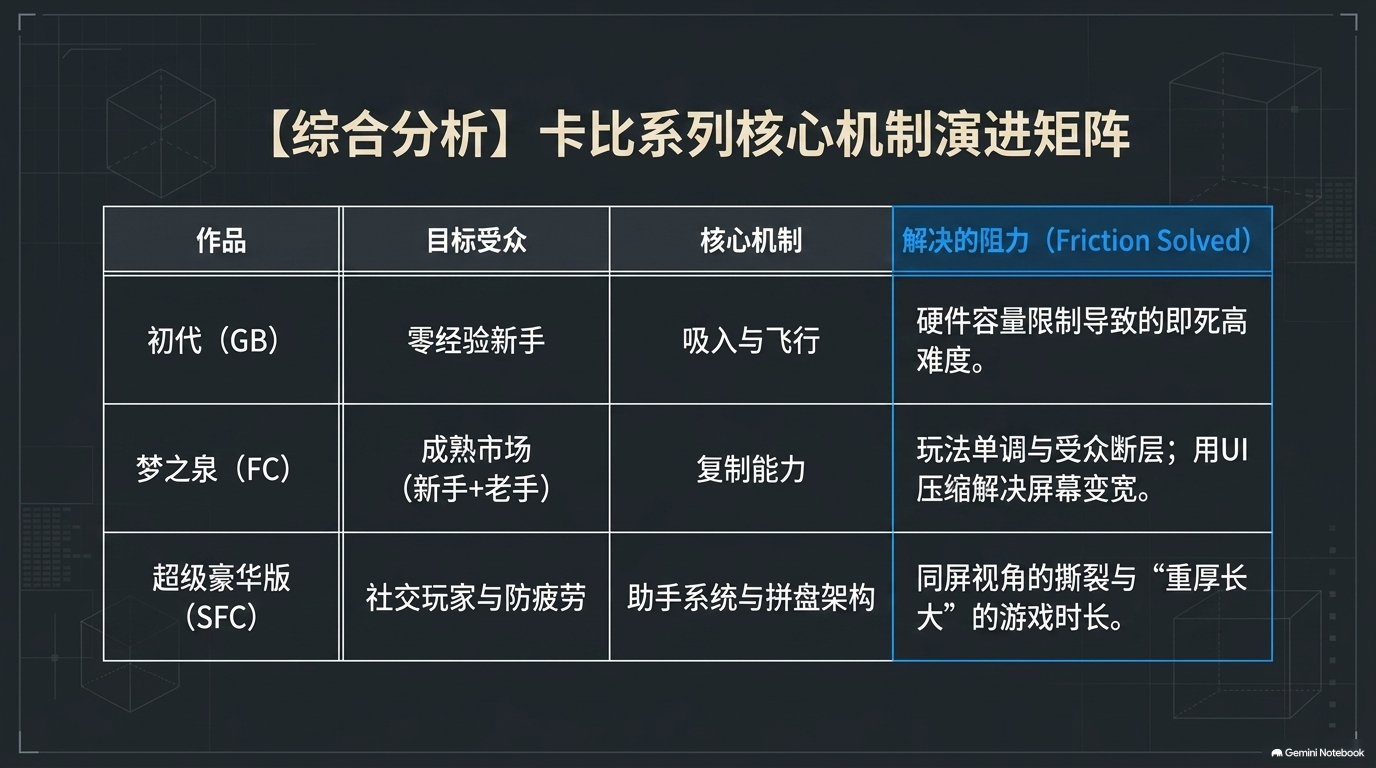 【综合分析】卡比系列核心机制演进矩阵
作品
目标受众
核心机制
解决的阻力（Friction Solved）
初代（GB）
零经验新手
吸入与飞行
硬件容量限制导致的即死高
难度。
梦之泉（FC）
成熟市场
（新手+老手）
复制能力
玩法单调与受众断层；用UI
压缩解决屏幕变宽。
超级豪华版
（SFC）
社交玩家与防疲劳
助手系统与拼盘架构
同屏视角的撕裂与“重厚长
大”的游戏时长。
Gemini Notebook